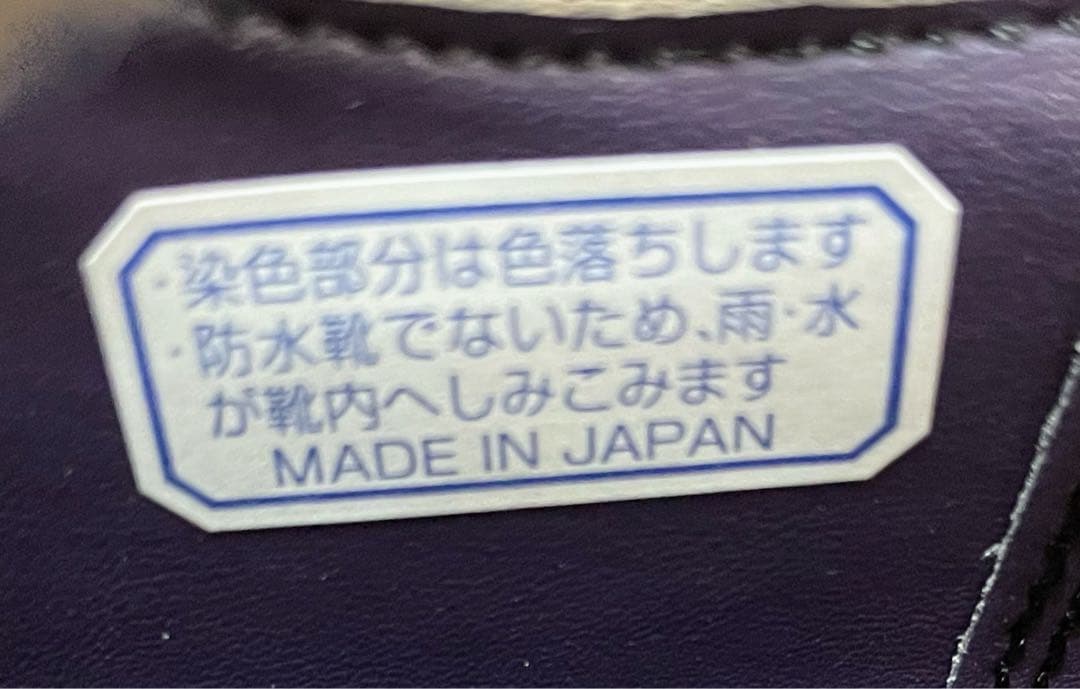 ・染色部分は色落ちします
・防水靴でないため、雨・水
が靴内へしみこみます
MADE IN JAPAN